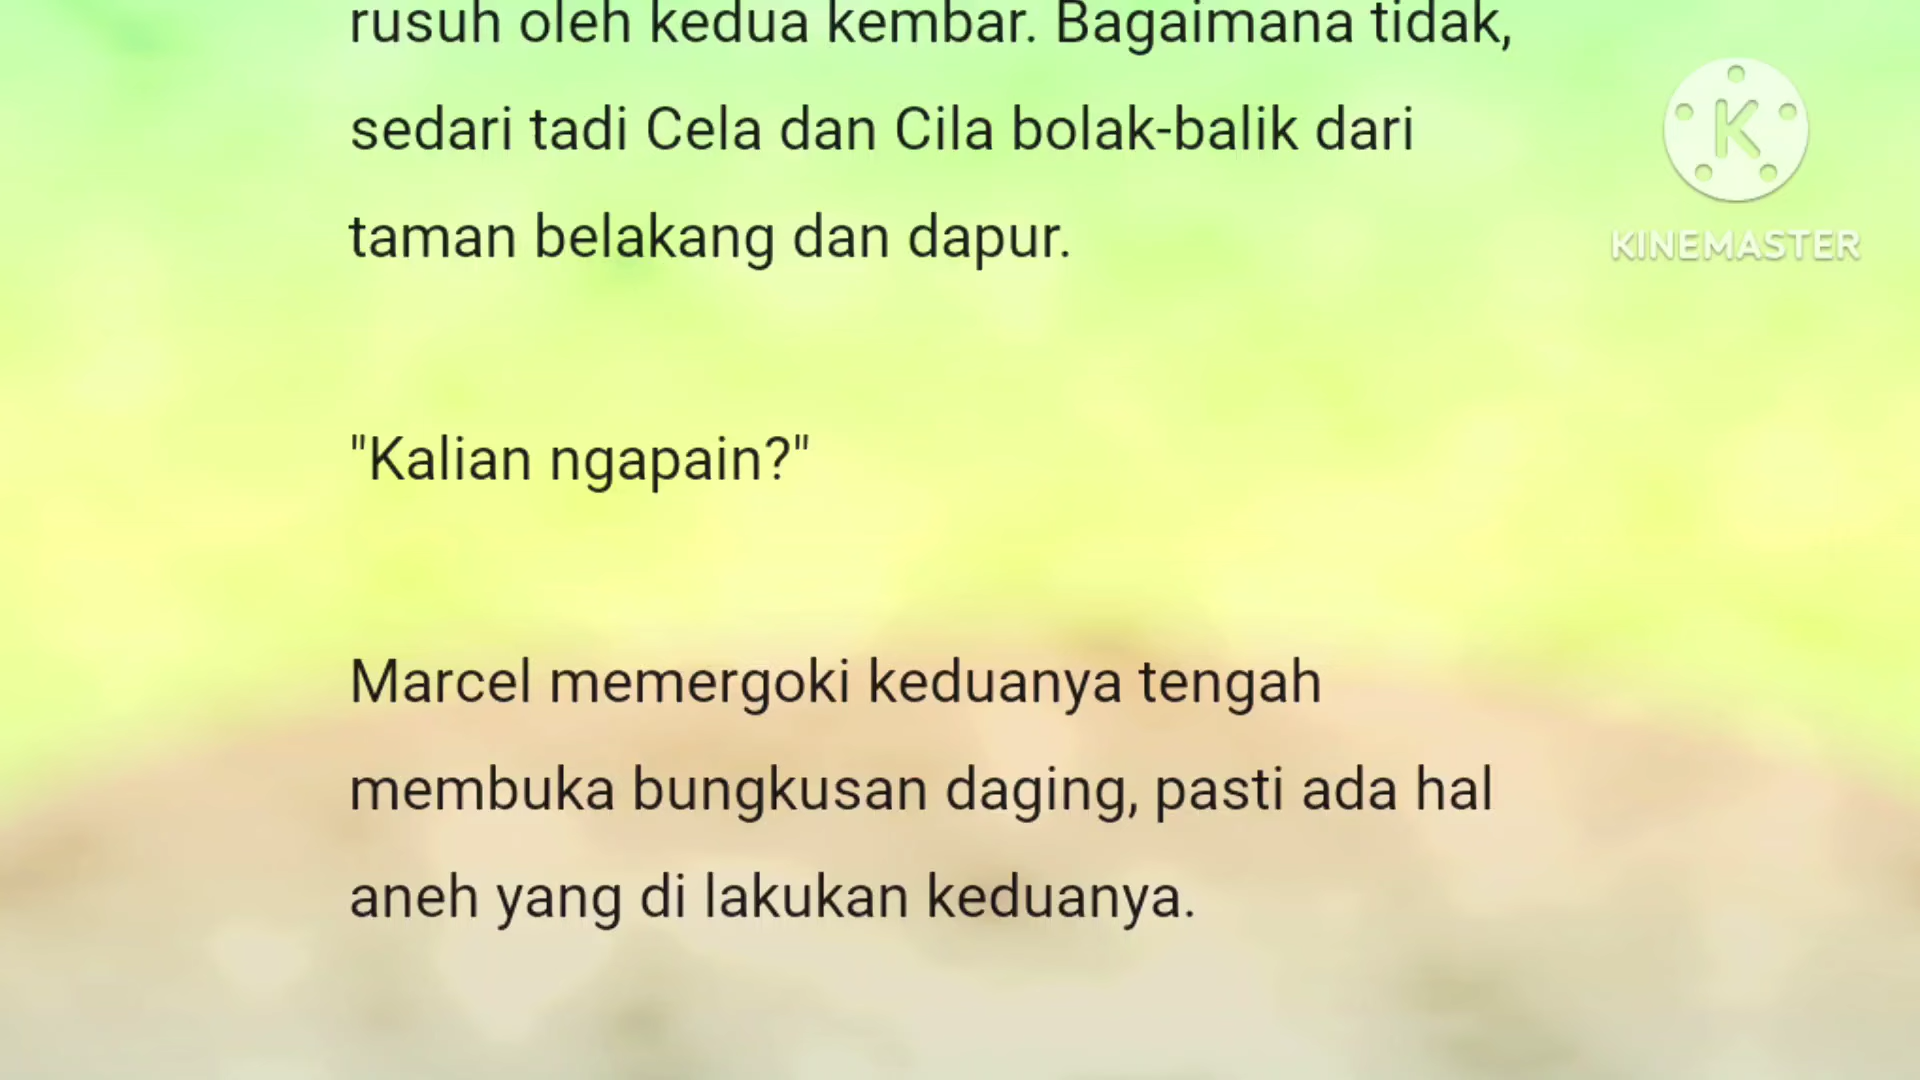 rusuh oleh kedua kembar. Bagaimana tidak,
sedari tadi Cela dan Cila bolak-balik dari
taman belakang dan dapur.
"Kalian ngapain?"
Marcel memergoki keduanya tengah
membuka bungkusan daging, pasti ada hal
aneh yang di lakukan keduanya.
K
KINEMASTER